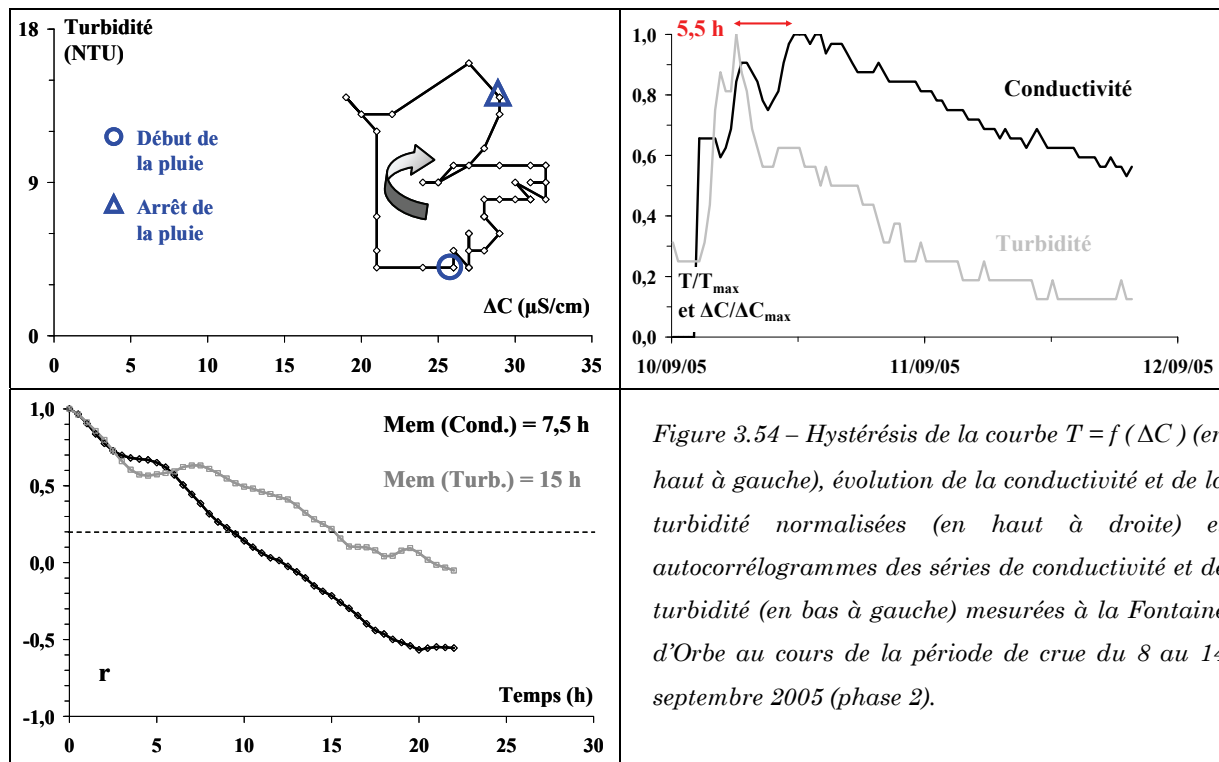 Turbidité
(NTU)
18
9
0
Début de
la pluie
Arrêt de
la pluie
ΔC (µS/cm)
0 5 10 15 20 25 30 35
5,5 h
1,0
0,8
0,6
0,4
0,2
0,0
Conductivité
Turbidité
T/Tmax
et ΔC/ΔCmax
10/09/05 11/09/05 12/09/05
1,0
0,5
0,0
-0,5
-1,0
Mem (Cond.) = 7,5 h
Mem (Turb.) = 15 h
r
Temps (h)
0 5 10 15 20 25 30
Figure 3.54 – Hystérésis de la courbe T = f ( ΔC ) (en
haut à gauche), évolution de la conductivité et de la
turbidité normalisées (en haut à droite) e
autocorrélogrammes des séries de conductivité et de
turbidité (en bas à gauche) mesurées à la Fontaine
d'Orbe au cours de la période de crue du 8 au 14
septembre 2005 (phase 2).